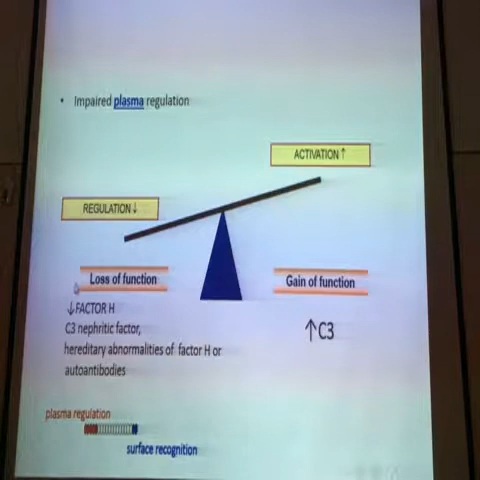 • Impaired plasma regulation
ACTIVATION ↑
REGULATION ↓
Loss of function
Gain of function
↓ FACTOR H
C3 nephritic factor,
hereditary abnormalities of factor H or
autoantibodies
↑C3
plasma regulation
surface recognition